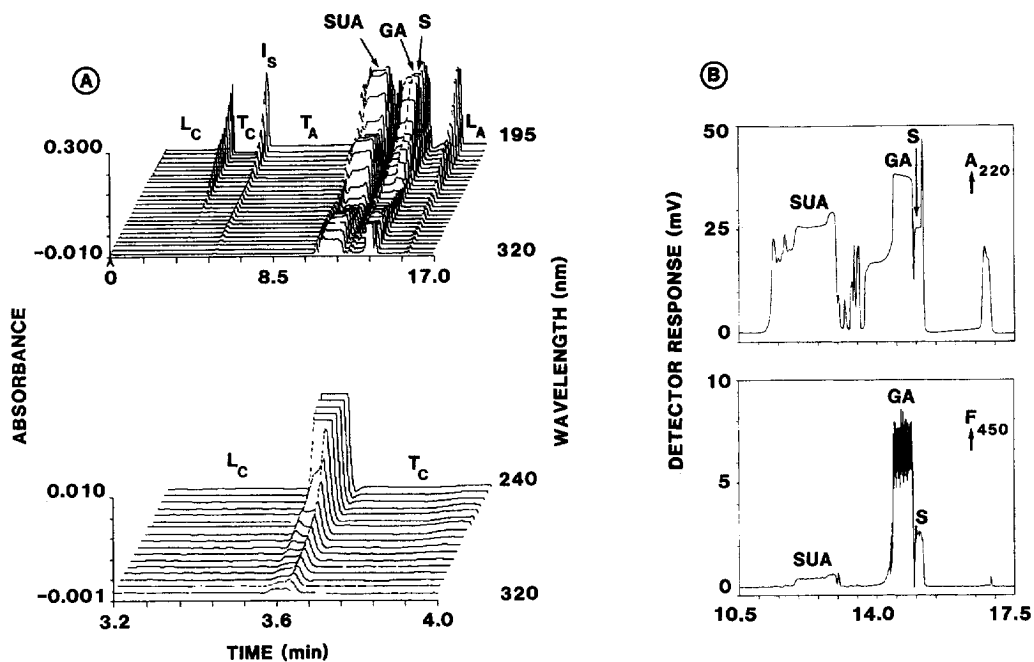 A
SUA
GA
S
I_S
L_C
T_C
T_A
L_A
195
0.300
-0.010
320
0
8.5
17.0
ABSORBANCE
WAVELENGTH (nm)
L_C
T_C
240
0.010
-0.001
320
3.2
3.6
4.0
TIME (min)
B
DETECTOR RESPONSE (mV)
50
25
0
SUA
GA
S
A_220
10
5
0
SUA
GA
S
F_450
10.5
14.0
17.5